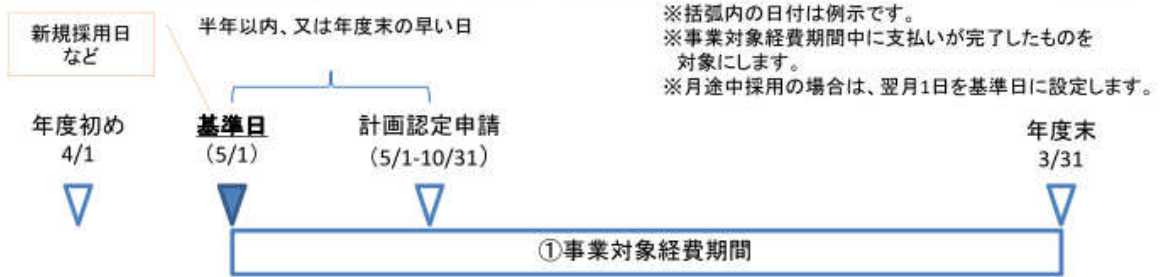 新規採用日
など
半年以内、又は年度末の早い日
※括弧内の日付は例示です。
※事業対象経費期間中に支払いが完了したものを
対象にします。
※月途中採用の場合は、翌月1日を基準日に設定します。
年度初め
4/1
基準日
(5/1)
計画認定申請
(5/1-10/31)
年度末
3/31
①事業対象経費期間